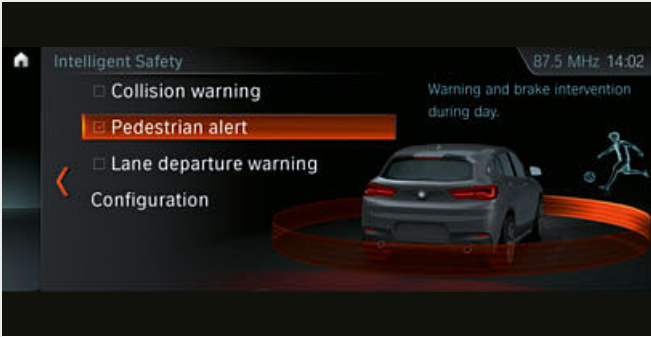 Intelligent Safety
87.5 MHz 14:02
Collision warning
Pedestrian alert
Lane departure warning
Configuration
Warning and brake intervention
during day.